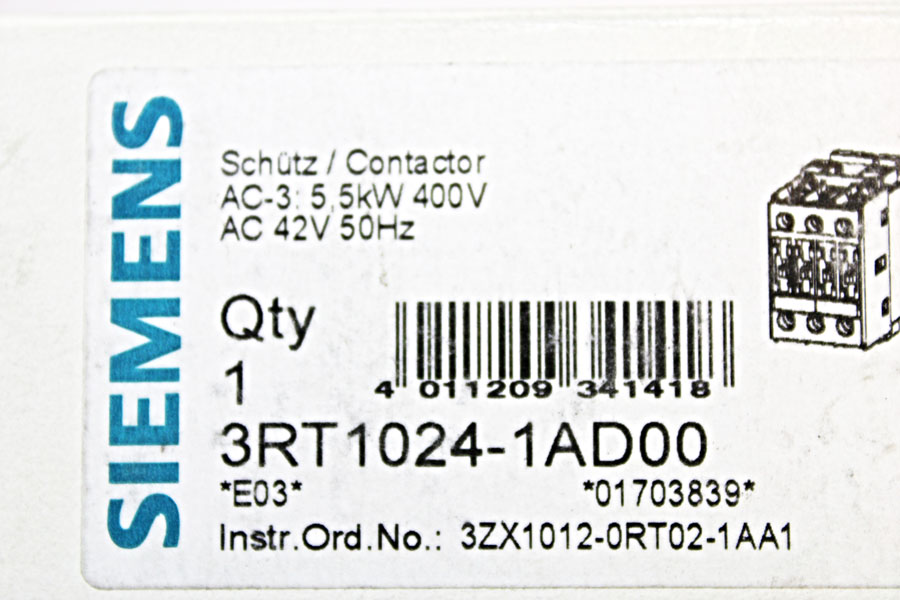 SIEMENS
Schütz / Contactor
AC-3: 5,5kW 400V
AC 42V 50Hz
Qty
1
4 011209 341418
3RT1024-1AD00
*E03* *01703839*
Instr.Ord.No.: 3ZX1012-0RT02-1AA1